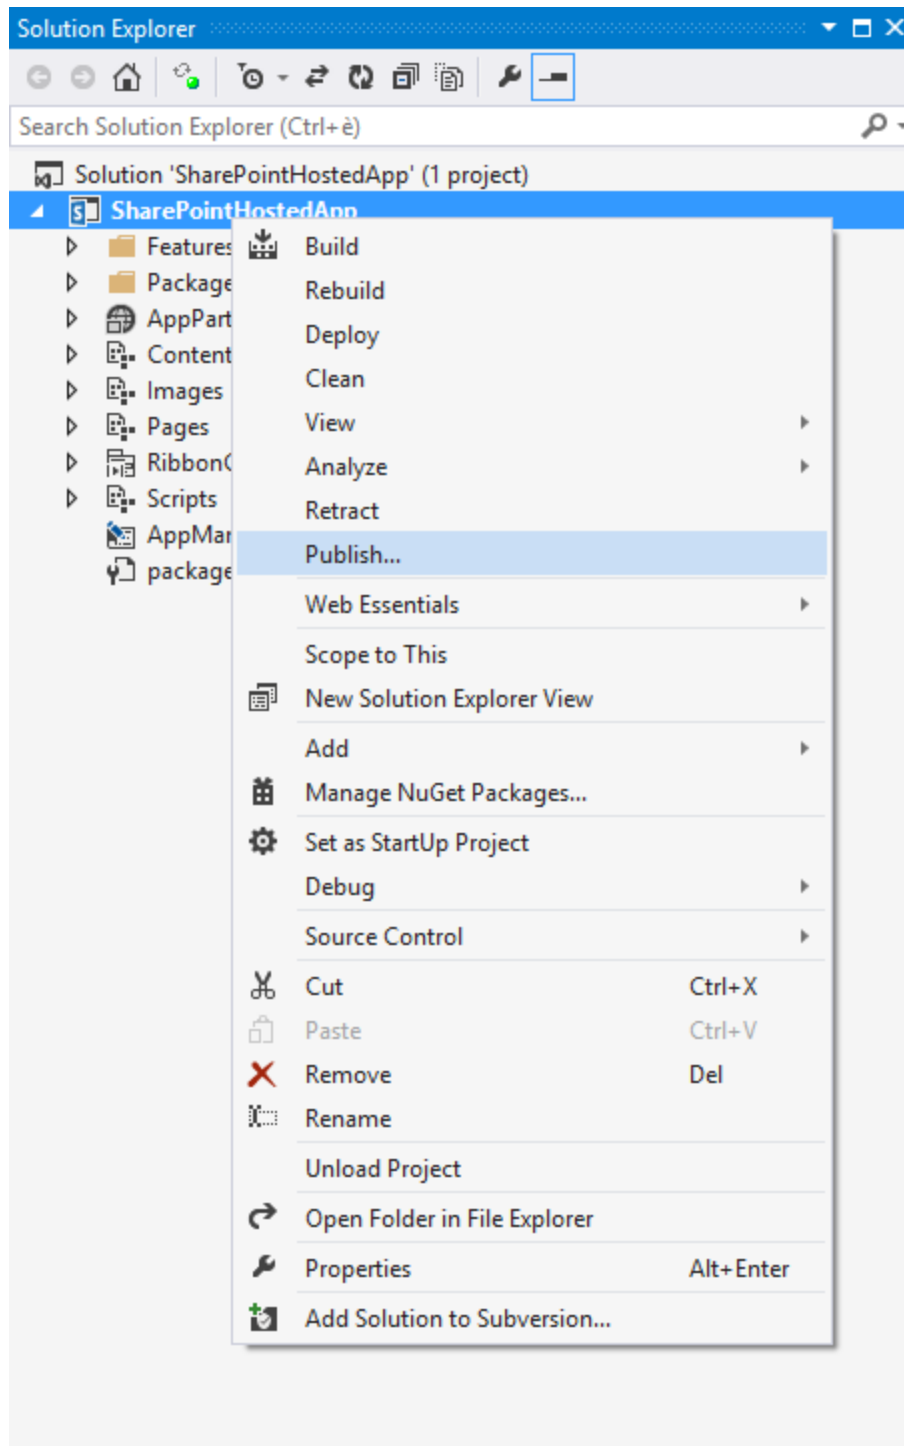 Solution Explorer
Search Solution Explorer (Ctrl+è)
Solution 'SharePointHostedApp' (1 project)
SharePointHostedApp
Features
Package
AppPart
Content
Images
Pages
Ribbon
Scripts
AppMan
package
Build
Rebuild
Deploy
Clean
View
Analyze
Retract
Publish...
Web Essentials
Scope to This
New Solution Explorer View
Add
Manage NuGet Packages...
Set as StartUp Project
Debug
Source Control
Cut Ctrl+X
Paste Ctrl+V
Remove Del
Rename
Unload Project
Open Folder in File Explorer
Properties Alt+Enter
Add Solution to Subversion...